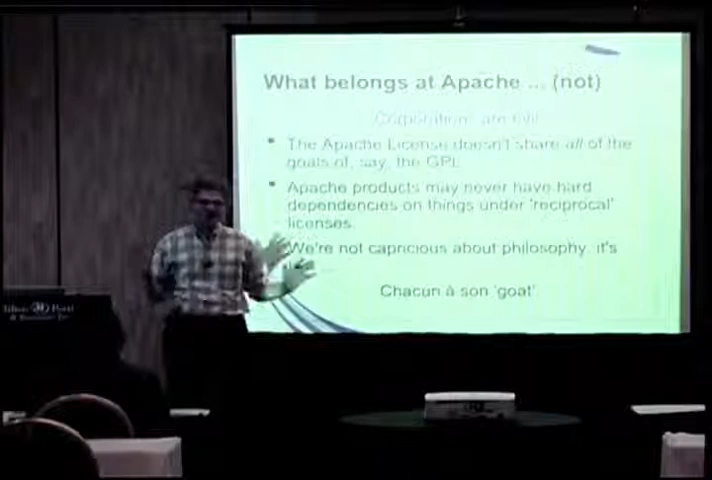 What belongs at Apache ... (not)
Corporations are evil
The Apache License doesn't share all of the
goals of, say, the GPL
Apache products may never have hard
dependencies on things under 'reciprocal'
licenses.
We're not capricious about philosophy. it's
Chacun à son 'goat'
Hilton